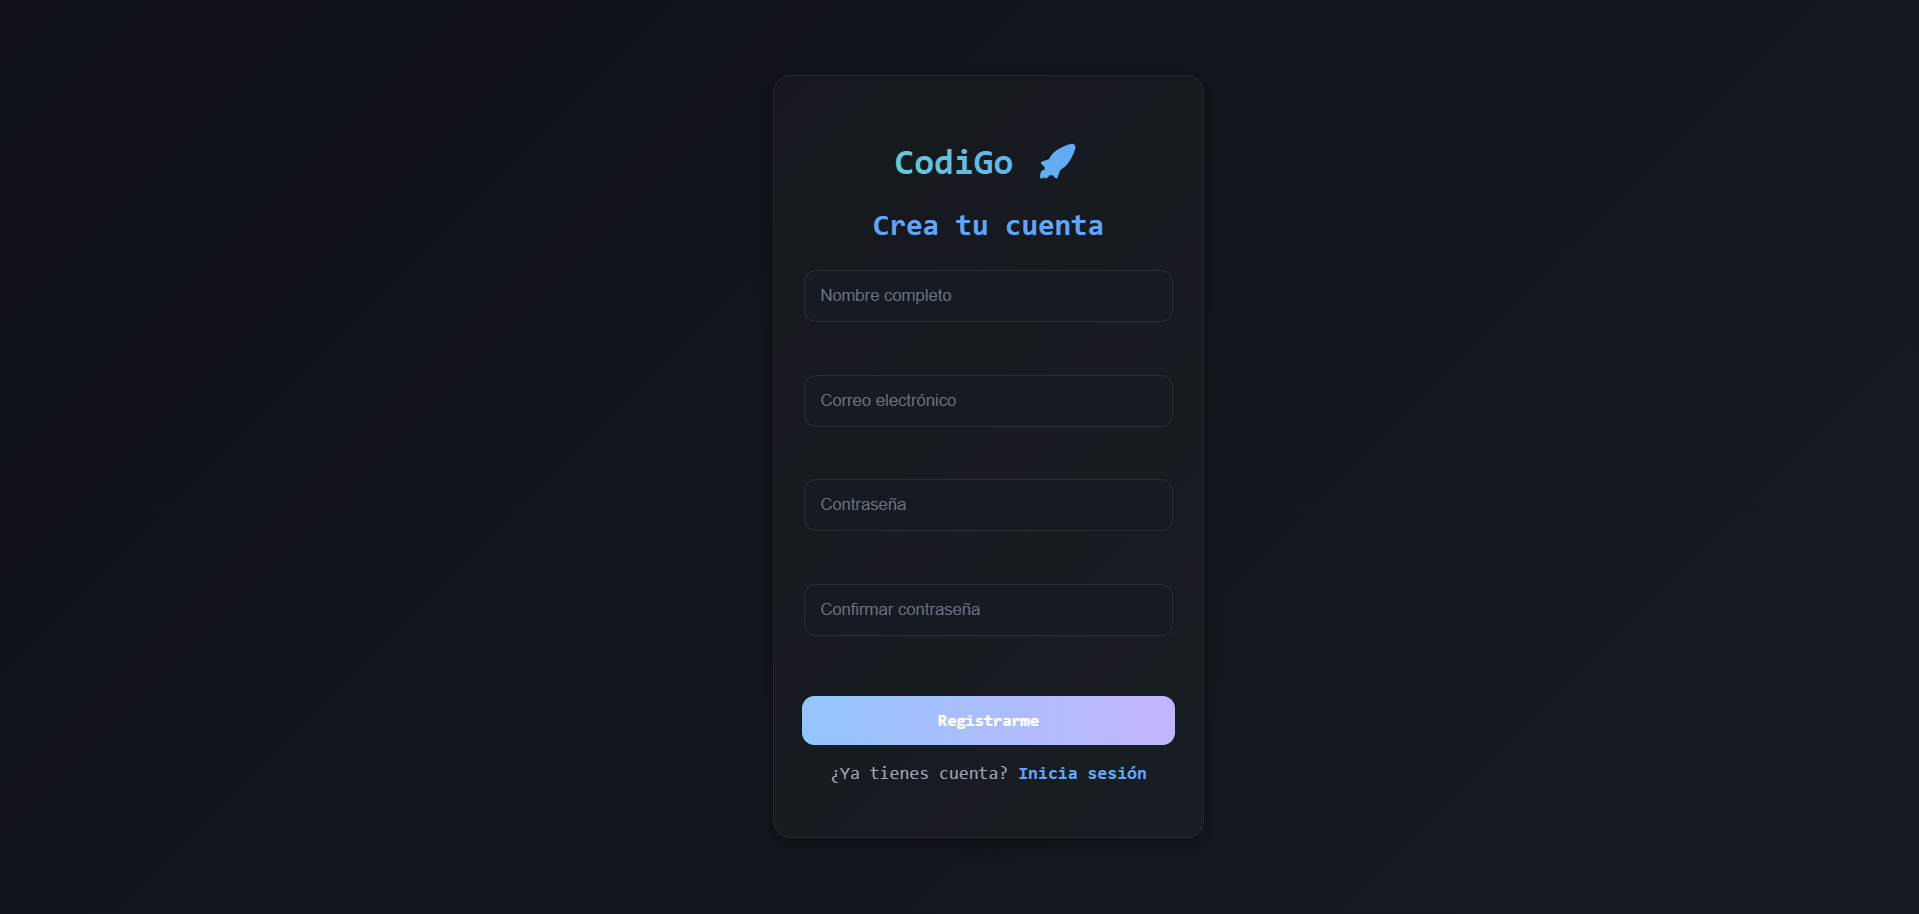 CodiGo
Crea tu cuenta
Nombre completo
Correo electrónico
Contraseña
Confirmar contraseña
Registrarme
¿Ya tienes cuenta? Inicia sesión